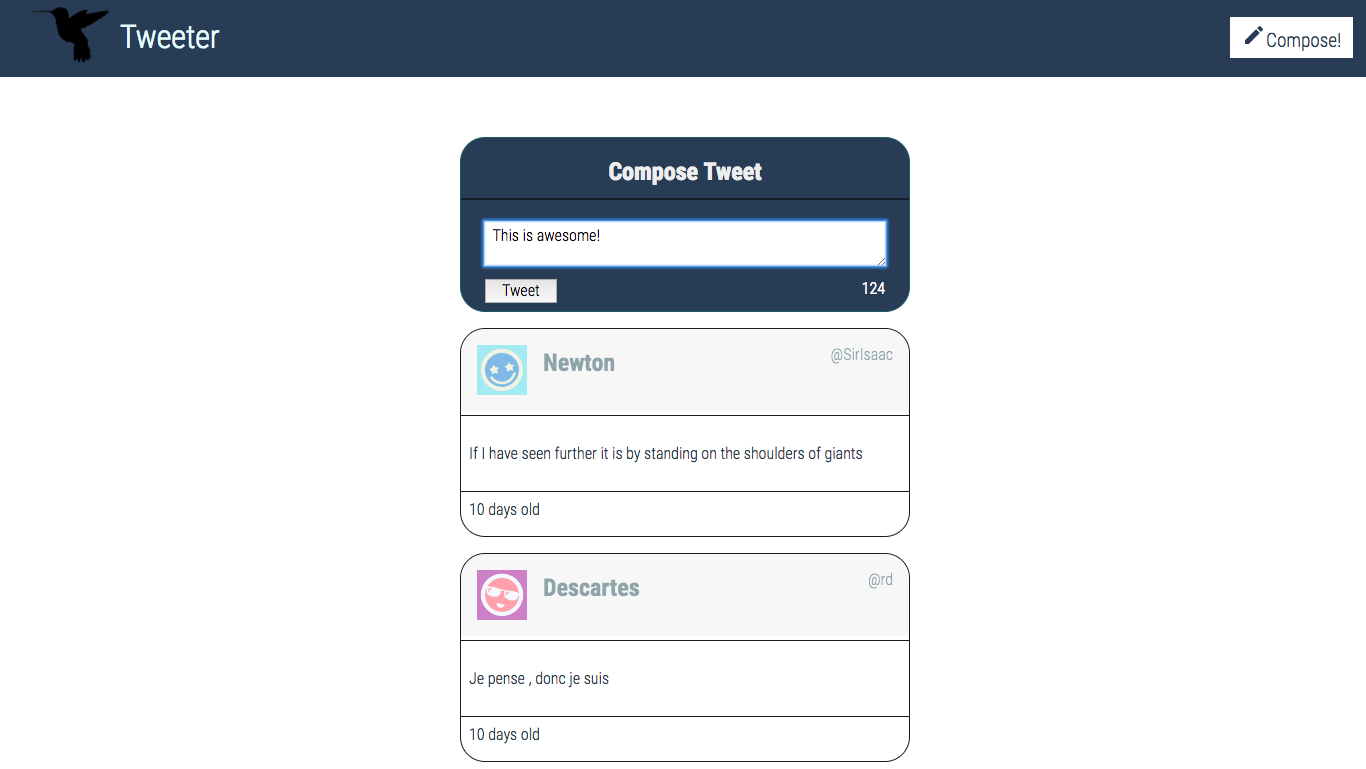 Tweeter
Compose!
Compose Tweet
This is awesome!
Tweet
124
Newton
@SirIsaac
If I have seen further it is by standing on the shoulders of giants
10 days old
Descartes
@rd
Je pense , donc je suis
10 days old